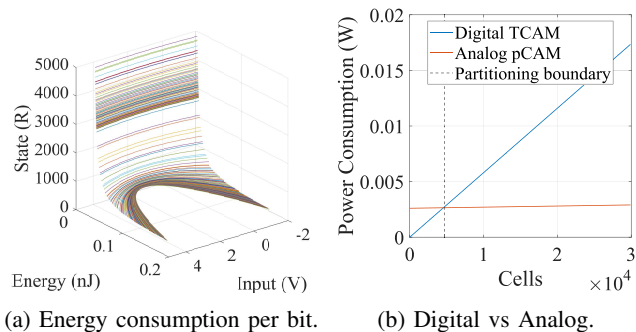 5000
4000
3000
2000
1000
0
State (R)
0
0.1
0.2
Energy (nJ)
4
2
0
-2
Input (V)
(a) Energy consumption per bit.
0.02
0.015
0.01
0.005
0
Power Consumption (W)
Digital TCAM
Analog pCAM
Partitioning boundary
0 1 2 3
Cells ×10⁴
(b) Digital vs Analog.